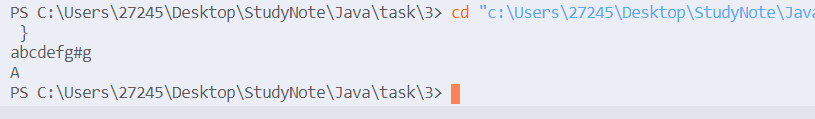 PS C:\Users\27245\Desktop\StudyNote\Java\task\3> cd "c:\Users\27245\Desktop\StudyNote\Java
}
abcdefg#g
A
PS C:\Users\27245\Desktop\StudyNote\Java\task\3>